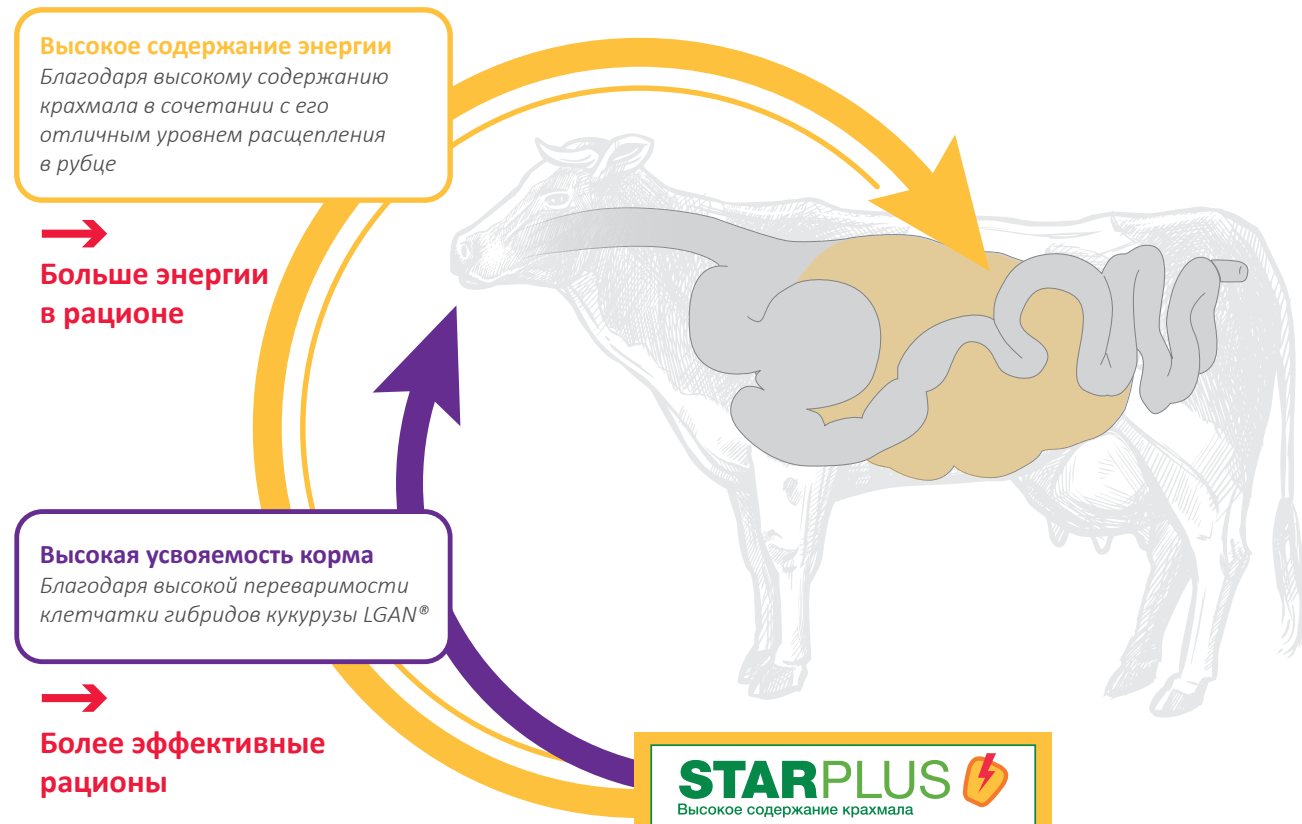 Высокое содержание энергии
Благодаря высокому содержанию
крахмала в сочетании с его
отличным уровнем расщепления
в рубце
Больше энергии
в рационе
Высокая усвояемость корма
Благодаря высокой переваримости
клетчатки гибридов кукурузы LGAN®
Более эффективные
рационы
STARPLUS
Высокое содержание крахмала